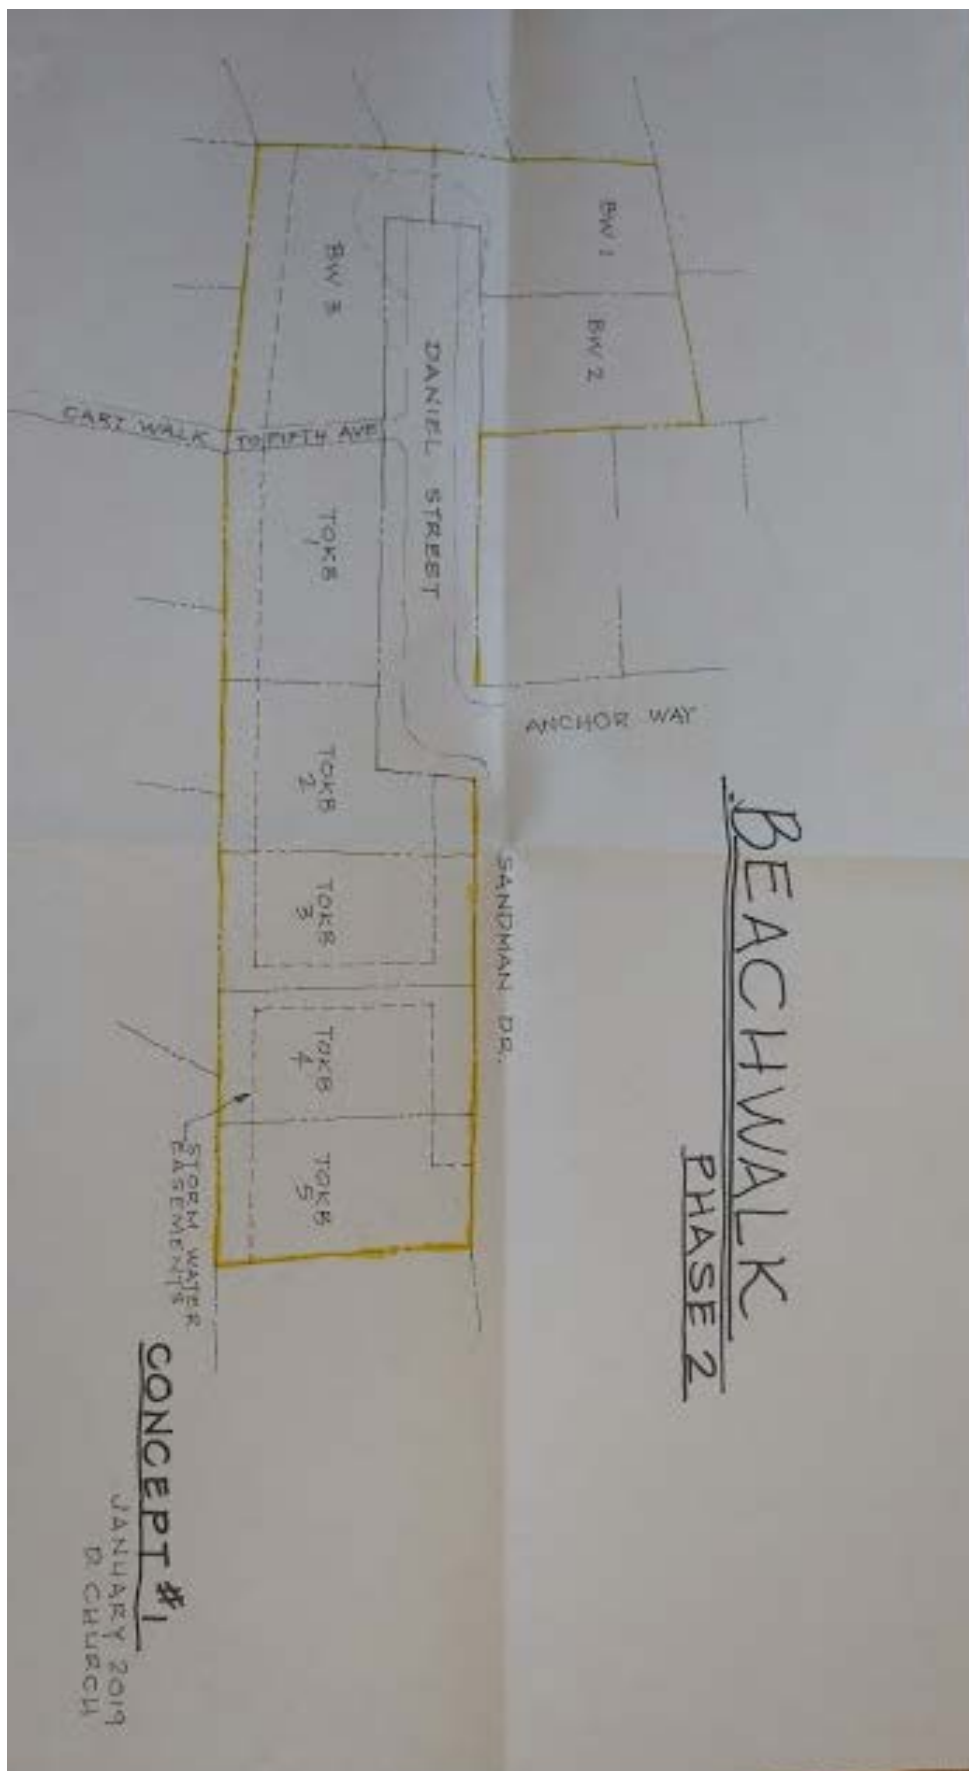 BEACHWALK
PHASE 2
BW 1
BW 2
BW 3
DANIEL STREET
CART WALK TO FIFTH AVE
ANCHOR WAY
SANDMAN DR.
TOKB
1
TOKB
2
TOKB
3
TOKB
4
TOKB
5
STORM WATER
EASEMENTS
CONCEPT #1
JANUARY 2019
D CHURCH